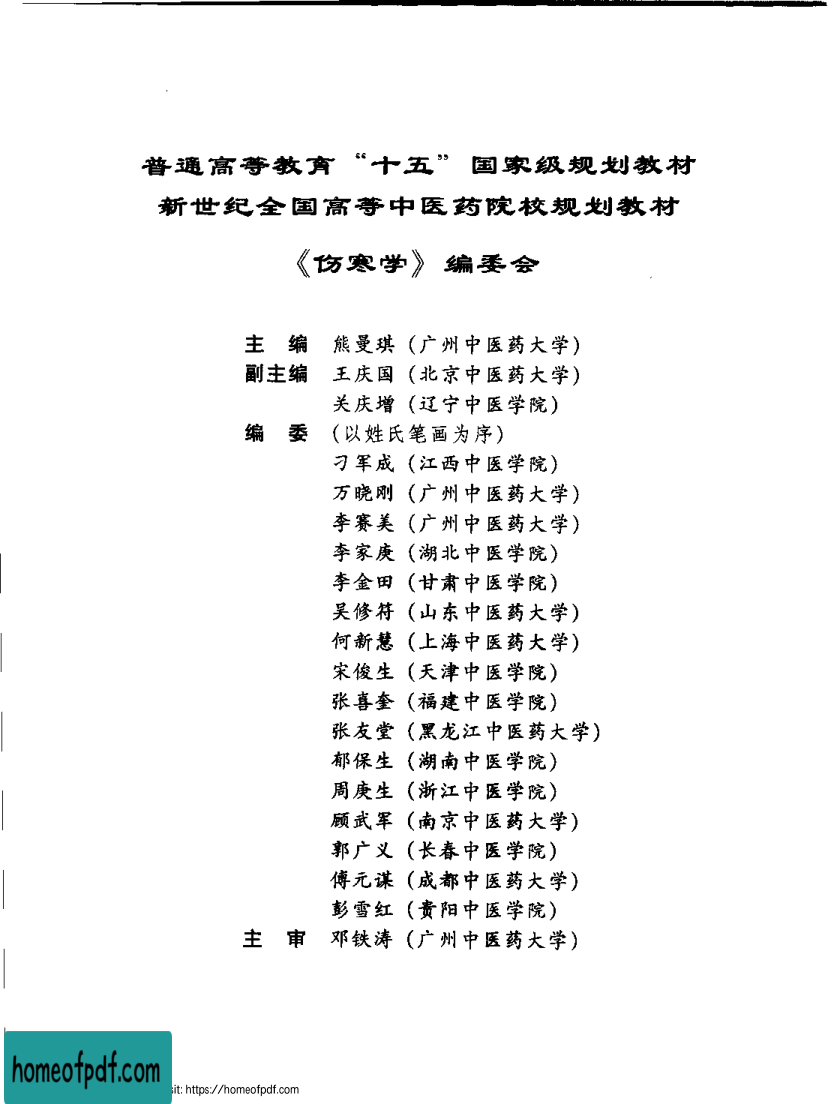 普通高等教育“十五”国家级规划教材
新世纪全国高等中医药院校规划教材
《伤寒学》编委会
主 编 熊曼琪(广州中医药大学)
副主编 王庆国(北京中医药大学)
关庆增(辽宁中医学院)
编 委 (以姓氏笔画为序)
刁军成(江西中医学院)
万晓刚(广州中医药大学)
李赛美(广州中医药大学)
李家庚(湖北中医学院)
李金田(甘肃中医学院)
吴修符(山东中医药大学)
何新慧(上海中医药大学)
宋俊生(天津中医学院)
张喜奎(福建中医学院)
张友堂(黑龙江中医药大学)
郁保生(湖南中医学院)
周庚生(浙江中医学院)
顾武军(南京中医药大学)
郭广义(长春中医学院)
傅元谋(成都中医药大学)
彭雪红(贵阳中医学院)
主 审 邓铁涛(广州中医药大学)
homeofpdf.com
sit: https://homeofpdf.com